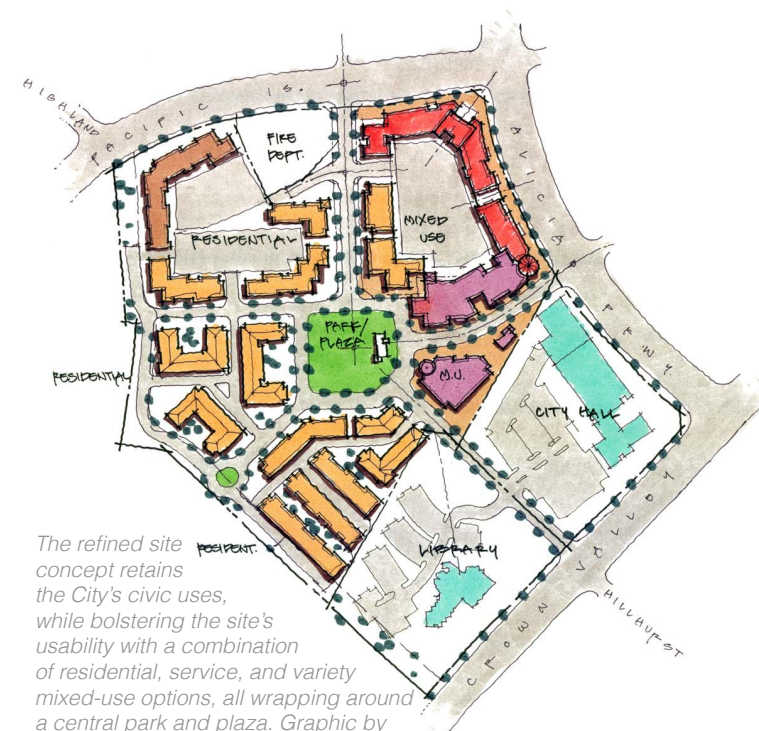 HIGHLAND
PACIFIC IS.
ALICIA PKWY
FIRE
DEPT.
RESIDENTIAL
MIXED
USE
PARK/
PLAZA
RESIDENTIAL
M.U.
CITY HALL
RESIDENT.
LIBRARY
CROWN VALLEY
HILLHURST
The refined site
concept retains
the City's civic uses,
while bolstering the site's
usability with a combination
of residential, service, and variety
mixed-use options, all wrapping around
a central park and plaza. Graphic by